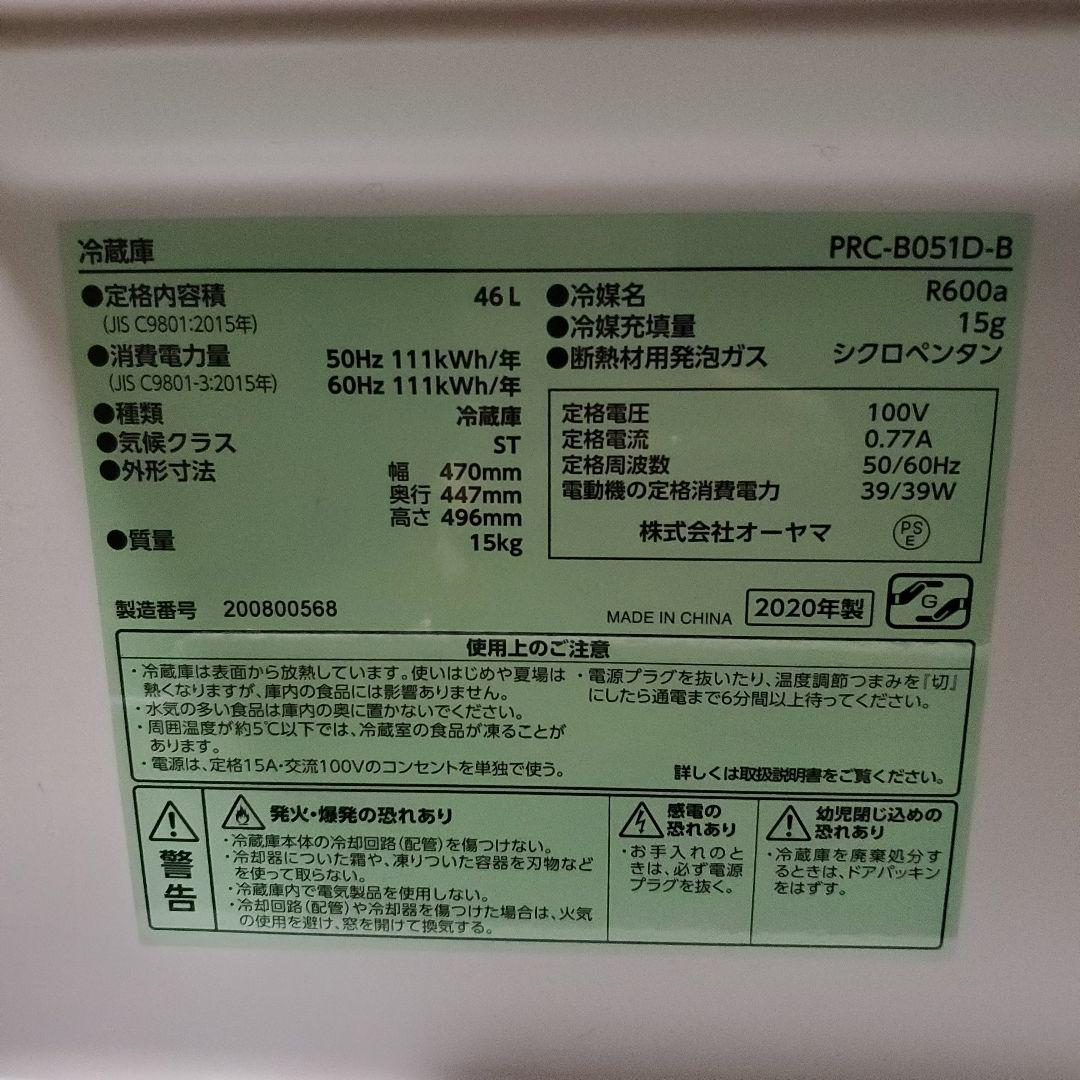 冷蔵庫
PRC-B051D-B
●定格内容積 46L
(JIS C9801:2015年)
●消費電力量 50Hz 111kWh/年
(JIS C9801-3:2015年) 60Hz 111kWh/年
●種類 冷蔵庫
●気候クラス ST
●外形寸法 幅 470mm
奥行 447mm
高さ 496mm
●質量 15kg
●冷媒名 R600a
●冷媒充填量 15g
●断熱材用発泡ガス シクロペンタン
定格電圧 100V
定格電流 0.77A
定格周波数 50/60Hz
電動機の定格消費電力 39/39W
株式会社オーヤマ
PS
E
製造番号 200800568
MADE IN CHINA
2020年製
G
使用上のご注意
・冷蔵庫は表面から放熱しています。使いはじめや夏場は
熱くなりますが、庫内の食品には影響ありません。
・水気の多い食品は庫内の奥に置かないでください。
・周囲温度が約5℃以下では、冷蔵室の食品が凍ることが
あります。
・電源は、定格15A・交流100Vのコンセントを単独で使う。
・電源プラグを抜いたり、温度調節つまみを『切』
にしたら通電まで6分間以上待ってください。
詳しくは取扱説明書をご覧ください。
警
告
発火・爆発の恐れあり
・冷蔵庫本体の冷却回路(配管)を傷つけない。
・冷却器についた霜や、凍りついた容器を刃物など
を使って取らない。
・冷蔵庫内で電気製品を使用しない。
・冷却回路(配管)や冷却器を傷つけた場合は、火気
の使用を避け、窓を開けて換気する。
感電の
恐れあり
・お手入れのと
きは、必ず電源
プラグを抜く。
幼児閉じ込めの
恐れあり
・冷蔵庫を廃棄処分す
るときは、ドアパッキン
をはずす。